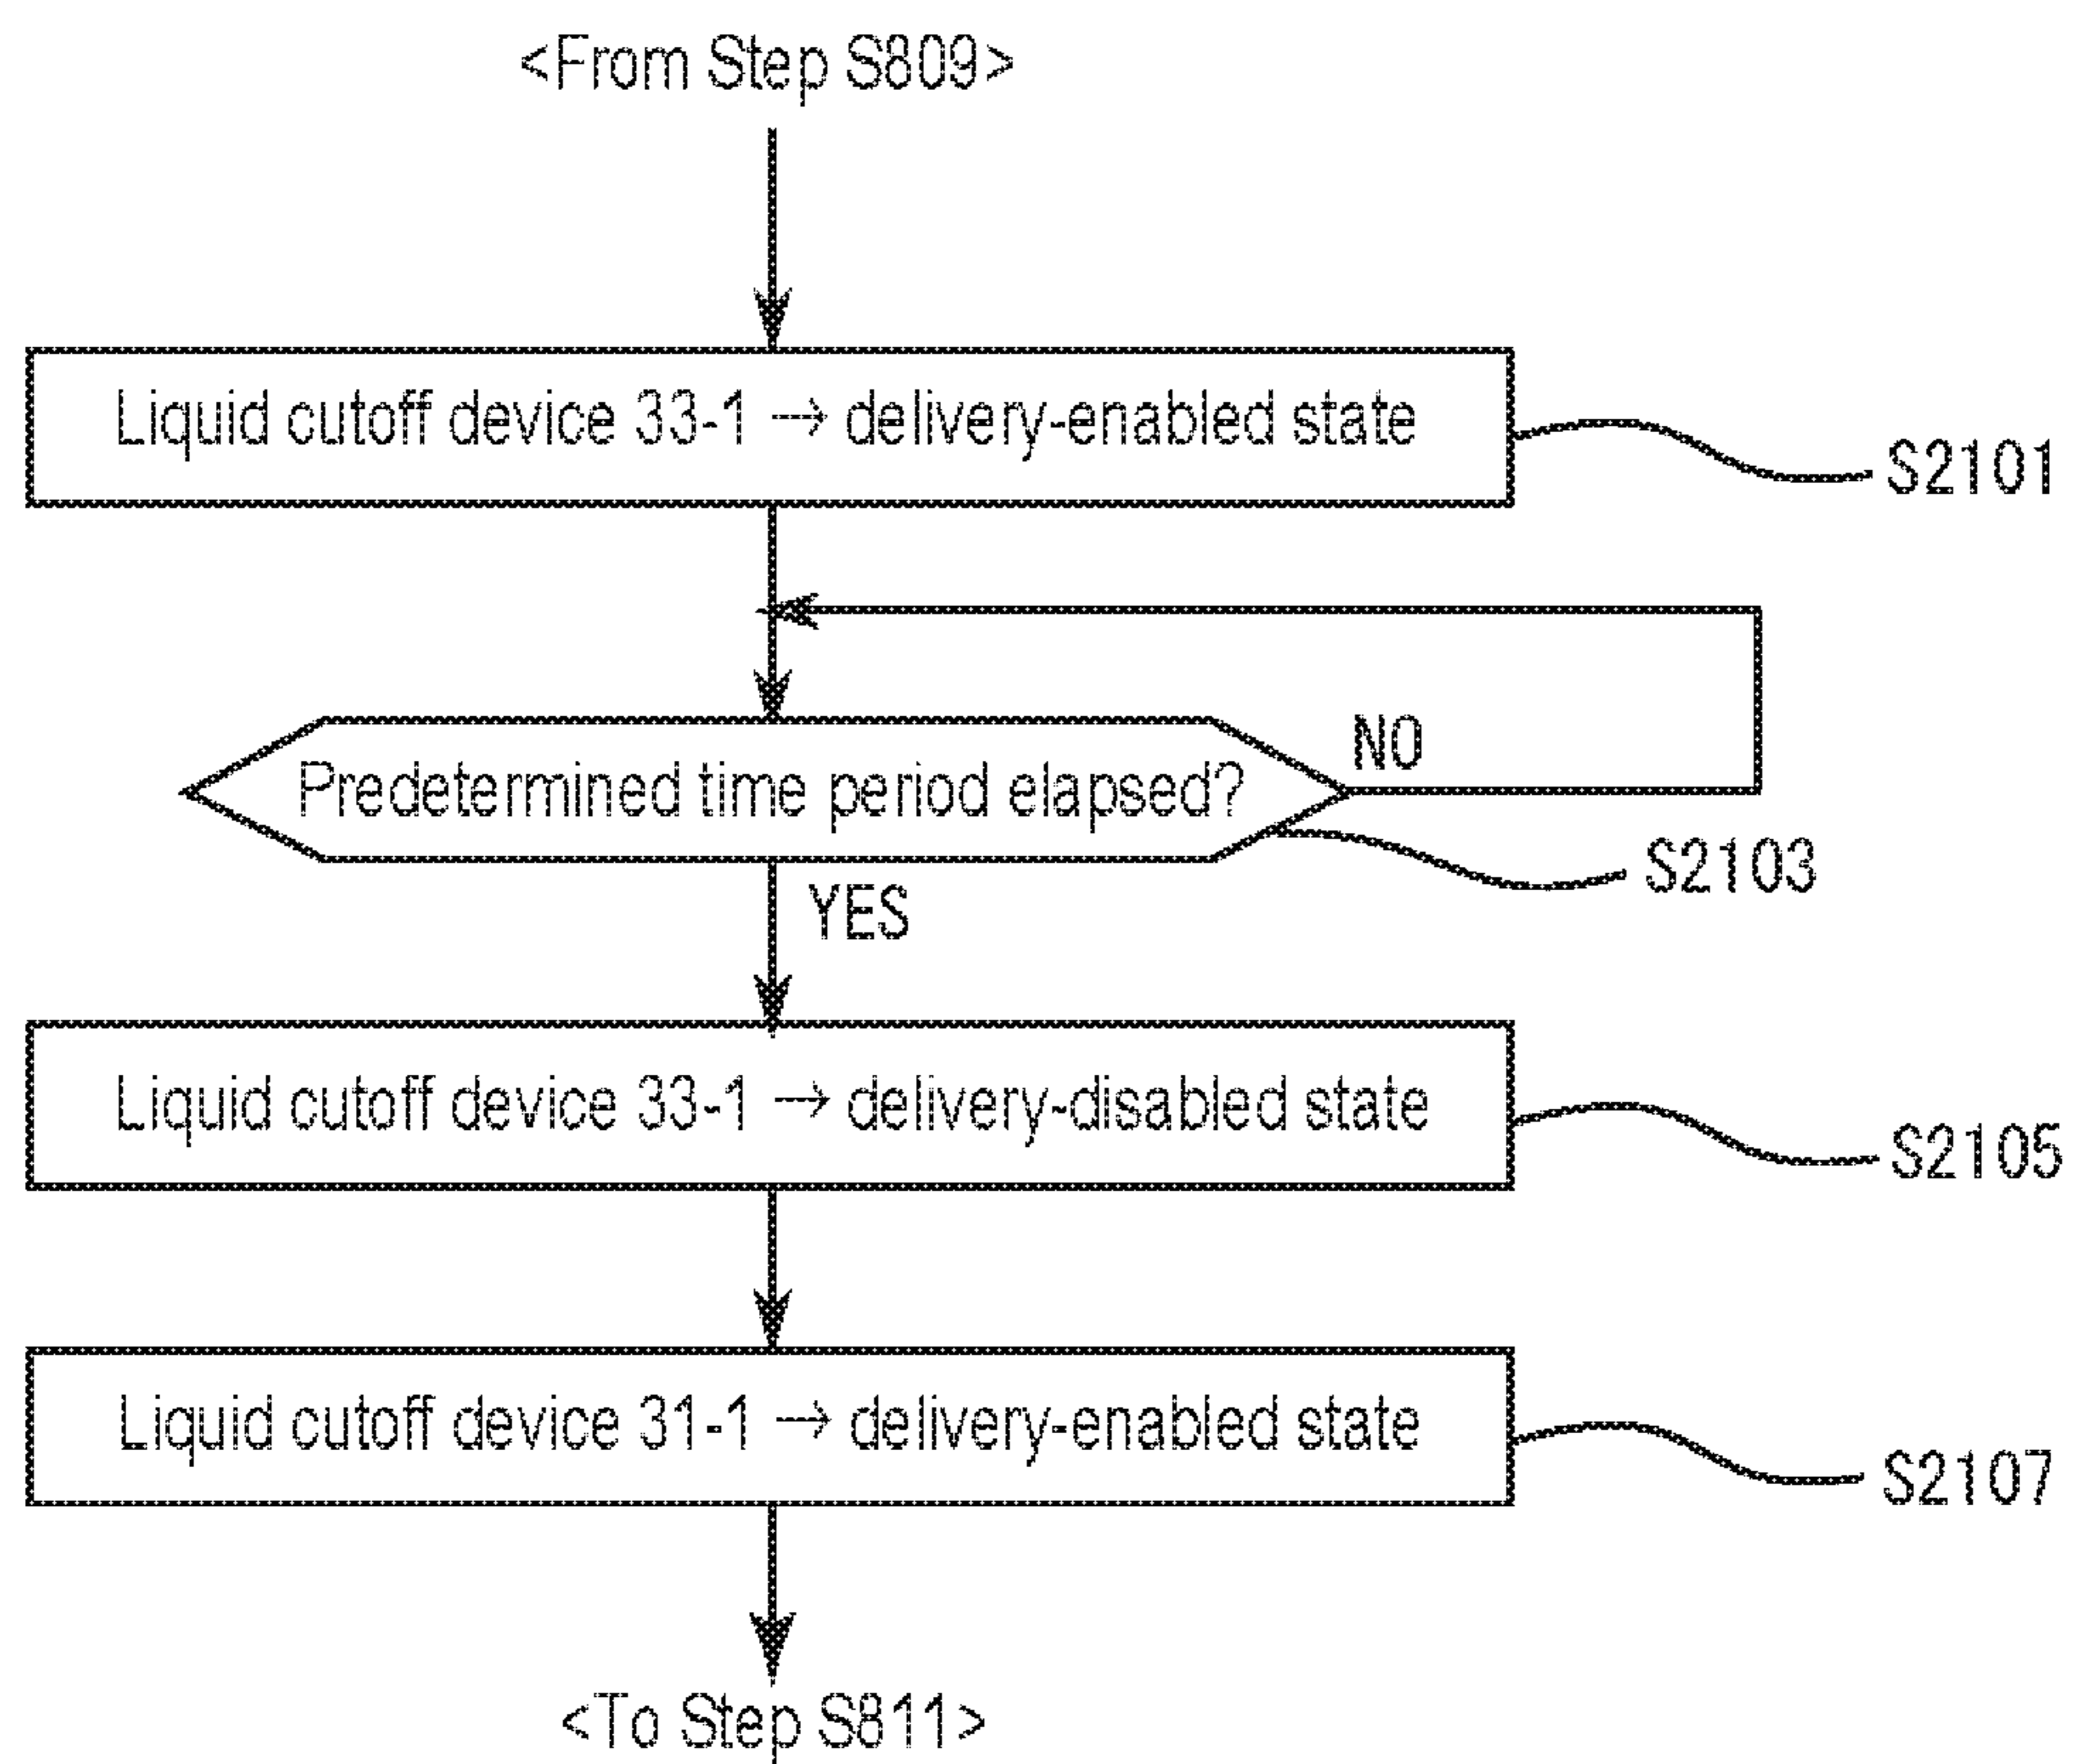 <From Step S809>
Liquid cutoff device 33-1 → delivery-enabled state
S2101
NO
Predetermined time period elapsed?
S2103
YES
Liquid cutoff device 33-1 → delivery-disabled state
S2105
Liquid cutoff device 31-1 → delivery-enabled state
S2107
<To Step S811>